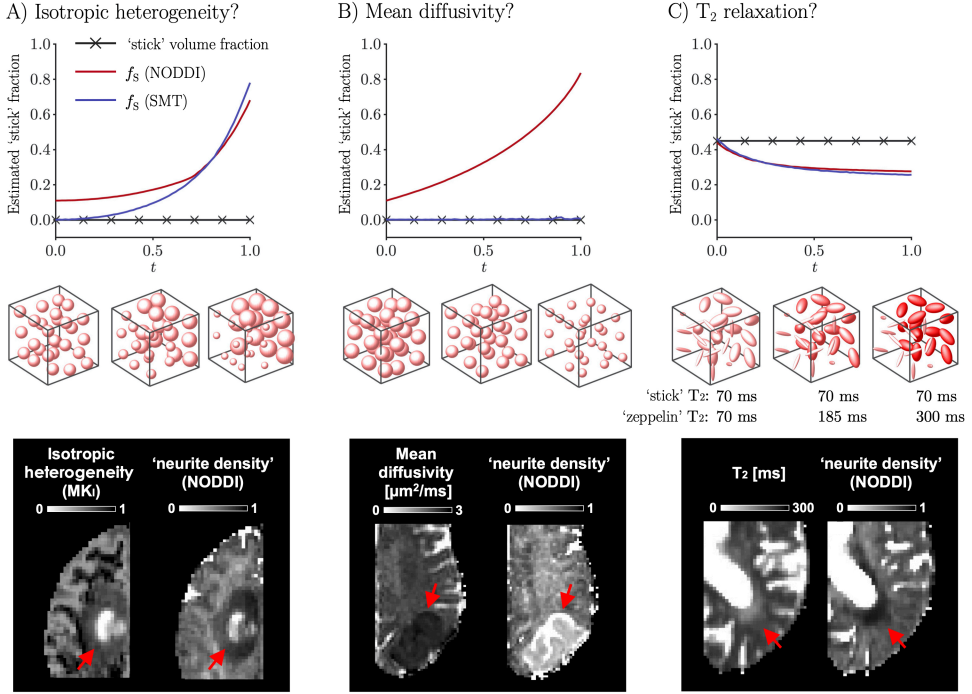 A) Isotropic heterogeneity?
B) Mean diffusivity?
C) T₂ relaxation?
Estimated 'stick' fraction
1.0
0.8
0.6
0.4
0.2
0.0
'stick' volume fraction
fS (NODDI)
fS (SMT)
0.0 0.5 1.0
t
Estimated 'stick' fraction
1.0
0.8
0.6
0.4
0.2
0.0
0.0 0.5 1.0
t
Estimated 'stick' fraction
1.0
0.8
0.6
0.4
0.2
0.0
0.0 0.5 1.0
t
'stick' T₂: 70 ms 70 ms 70 ms
'zeppelin' T₂: 70 ms 185 ms 300 ms
Isotropic
heterogeneity
(MKI)
0 1
'neurite density'
(NODDI)
0 1
Mean
diffusivity
[µm²/ms]
0 3
'neurite density'
(NODDI)
0 1
T₂ [ms]
0 300
'neurite density'
(NODDI)
0 1